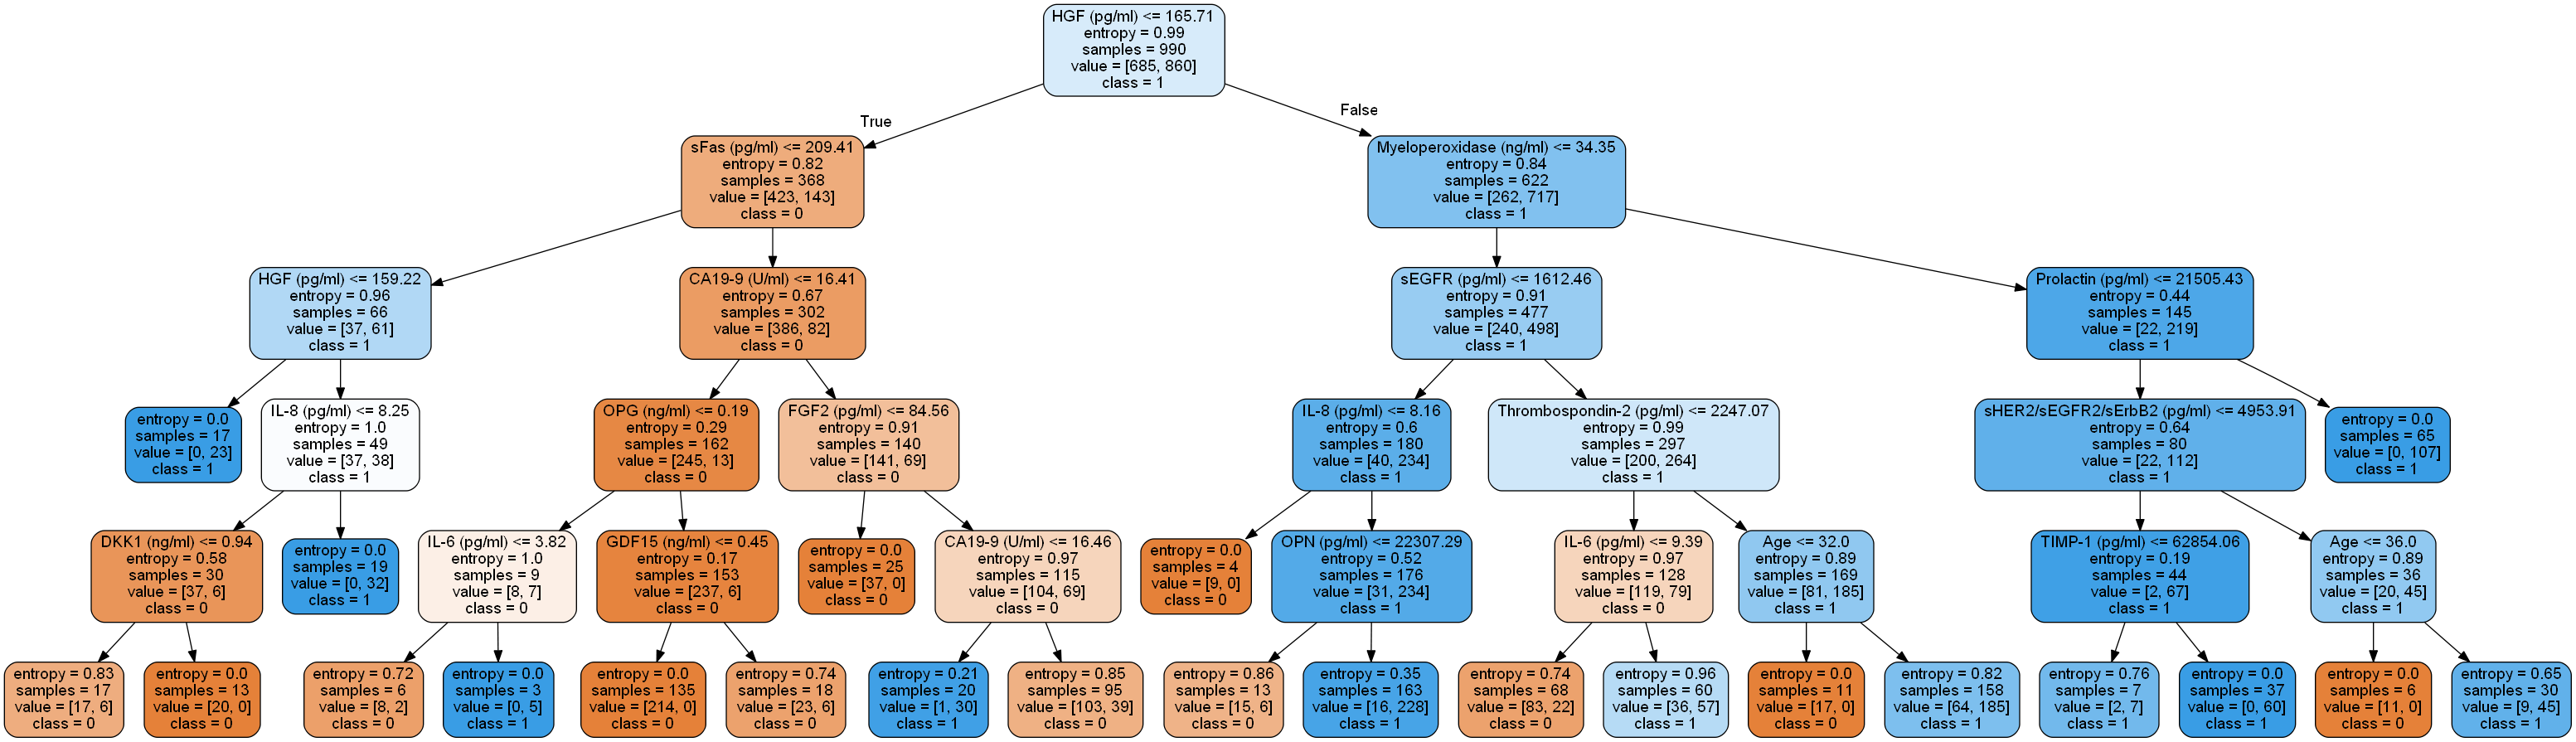 HGF (pg/ml) <= 165.71
entropy = 0.99
samples = 990
value = [685, 860]
class = 1
True
False
sFas (pg/ml) <= 209.41
entropy = 0.82
samples = 368
value = [423, 143]
class = 0
Myeloperoxidase (ng/ml) <= 34.35
entropy = 0.84
samples = 622
value = [262, 717]
class = 1
HGF (pg/ml) <= 159.22
entropy = 0.96
samples = 66
value = [37, 61]
class = 1
CA19-9 (U/ml) <= 16.41
entropy = 0.67
samples = 302
value = [386, 82]
class = 0
sEGFR (pg/ml) <= 1612.46
entropy = 0.91
samples = 477
value = [240, 498]
class = 1
Prolactin (pg/ml) <= 21505.43
entropy = 0.44
samples = 145
value = [22, 219]
class = 1
entropy = 0.0
samples = 17
value = [0, 23]
class = 1
IL-8 (pg/ml) <= 8.25
entropy = 1.0
samples = 49
value = [37, 38]
class = 1
OPG (ng/ml) <= 0.19
entropy = 0.29
samples = 162
value = [245, 13]
class = 0
FGF2 (pg/ml) <= 84.56
entropy = 0.91
samples = 140
value = [141, 69]
class = 0
IL-8 (pg/ml) <= 8.16
entropy = 0.6
samples = 180
value = [40, 234]
class = 1
Thrombospondin-2 (pg/ml) <= 2247.07
entropy = 0.99
samples = 297
value = [200, 264]
class = 1
sHER2/sEGFR2/sErbB2 (pg/ml) <= 4953.91
entropy = 0.64
samples = 80
value = [22, 112]
class = 1
entropy = 0.0
samples = 65
value = [0, 107]
class = 1
DKK1 (ng/ml) <= 0.94
entropy = 0.58
samples = 30
value = [37, 6]
class = 0
entropy = 0.0
samples = 19
value = [0, 32]
class = 1
IL-6 (pg/ml) <= 3.82
entropy = 1.0
samples = 9
value = [8, 7]
class = 0
GDF15 (ng/ml) <= 0.45
entropy = 0.17
samples = 153
value = [237, 6]
class = 0
entropy = 0.0
samples = 25
value = [37, 0]
class = 0
CA19-9 (U/ml) <= 16.46
entropy = 0.97
samples = 115
value = [104, 69]
class = 0
entropy = 0.0
samples = 4
value = [9, 0]
class = 0
OPN (pg/ml) <= 22307.29
entropy = 0.52
samples = 176
value = [31, 234]
class = 1
IL-6 (pg/ml) <= 9.39
entropy = 0.97
samples = 128
value = [119, 79]
class = 0
Age <= 32.0
entropy = 0.89
samples = 169
value = [81, 185]
class = 1
TIMP-1 (pg/ml) <= 62854.06
entropy = 0.19
samples = 44
value = [2, 67]
class = 1
Age <= 36.0
entropy = 0.89
samples = 36
value = [20, 45]
class = 1
entropy = 0.83
samples = 17
value = [17, 6]
class = 0
entropy = 0.0
samples = 13
value = [20, 0]
class = 0
entropy = 0.72
samples = 6
value = [8, 2]
class = 0
entropy = 0.0
samples = 3
value = [0, 5]
class = 1
entropy = 0.0
samples = 135
value = [214, 0]
class = 0
entropy = 0.74
samples = 18
value = [23, 6]
class = 0
entropy = 0.21
samples = 20
value = [1, 30]
class = 1
entropy = 0.85
samples = 95
value = [103, 39]
class = 0
entropy = 0.86
samples = 13
value = [15, 6]
class = 0
entropy = 0.35
samples = 163
value = [16, 228]
class = 1
entropy = 0.74
samples = 68
value = [83, 22]
class = 0
entropy = 0.96
samples = 60
value = [36, 57]
class = 1
entropy = 0.0
samples = 11
value = [17, 0]
class = 0
entropy = 0.82
samples = 158
value = [64, 185]
class = 1
entropy = 0.76
samples = 7
value = [2, 7]
class = 1
entropy = 0.0
samples = 37
value = [0, 60]
class = 1
entropy = 0.0
samples = 6
value = [11, 0]
class = 0
entropy = 0.65
samples = 30
value = [9, 45]
class = 1